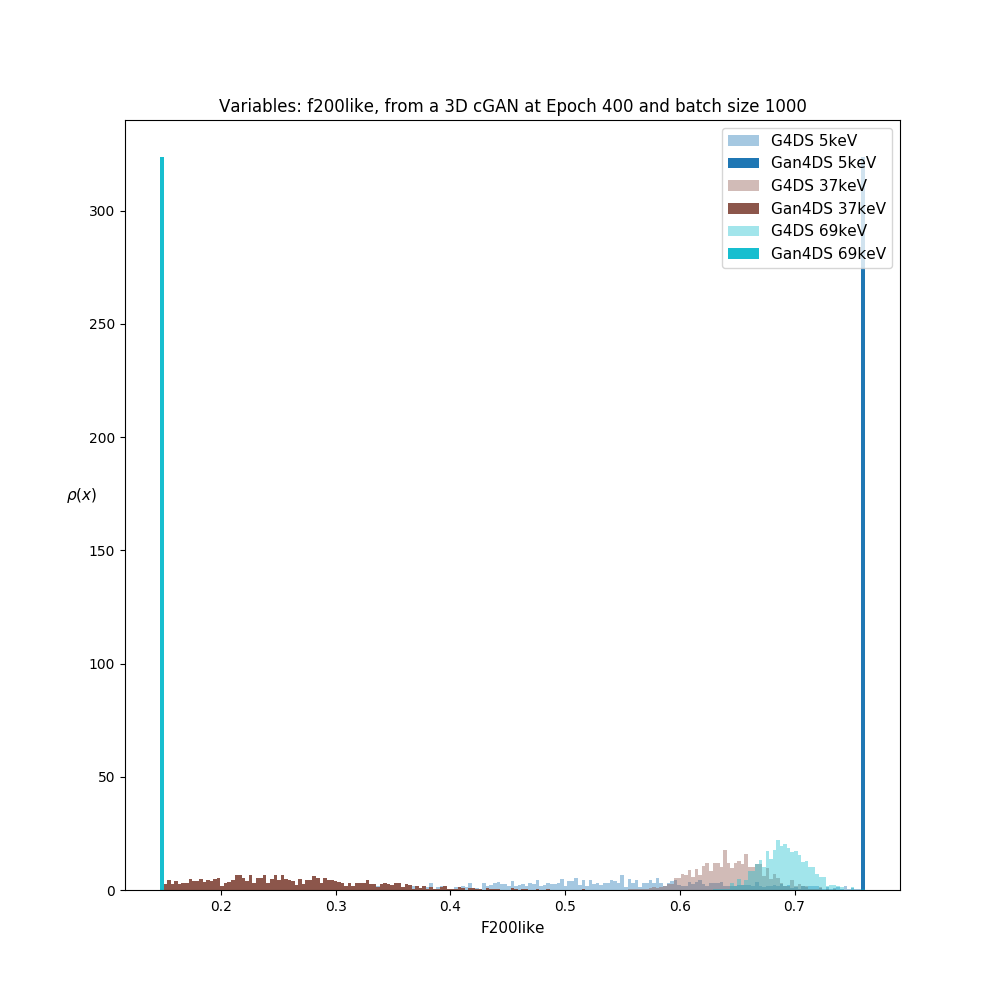 Variables: f200like, from a 3D cGAN at Epoch 400 and batch size 1000
G4DS 5keV
Gan4DS 5keV
G4DS 37keV
Gan4DS 37keV
G4DS 69keV
Gan4DS 69keV
300
250
200
ρ(x)
150
100
50
0
0.2 0.3 0.4 0.5 0.6 0.7
F200like